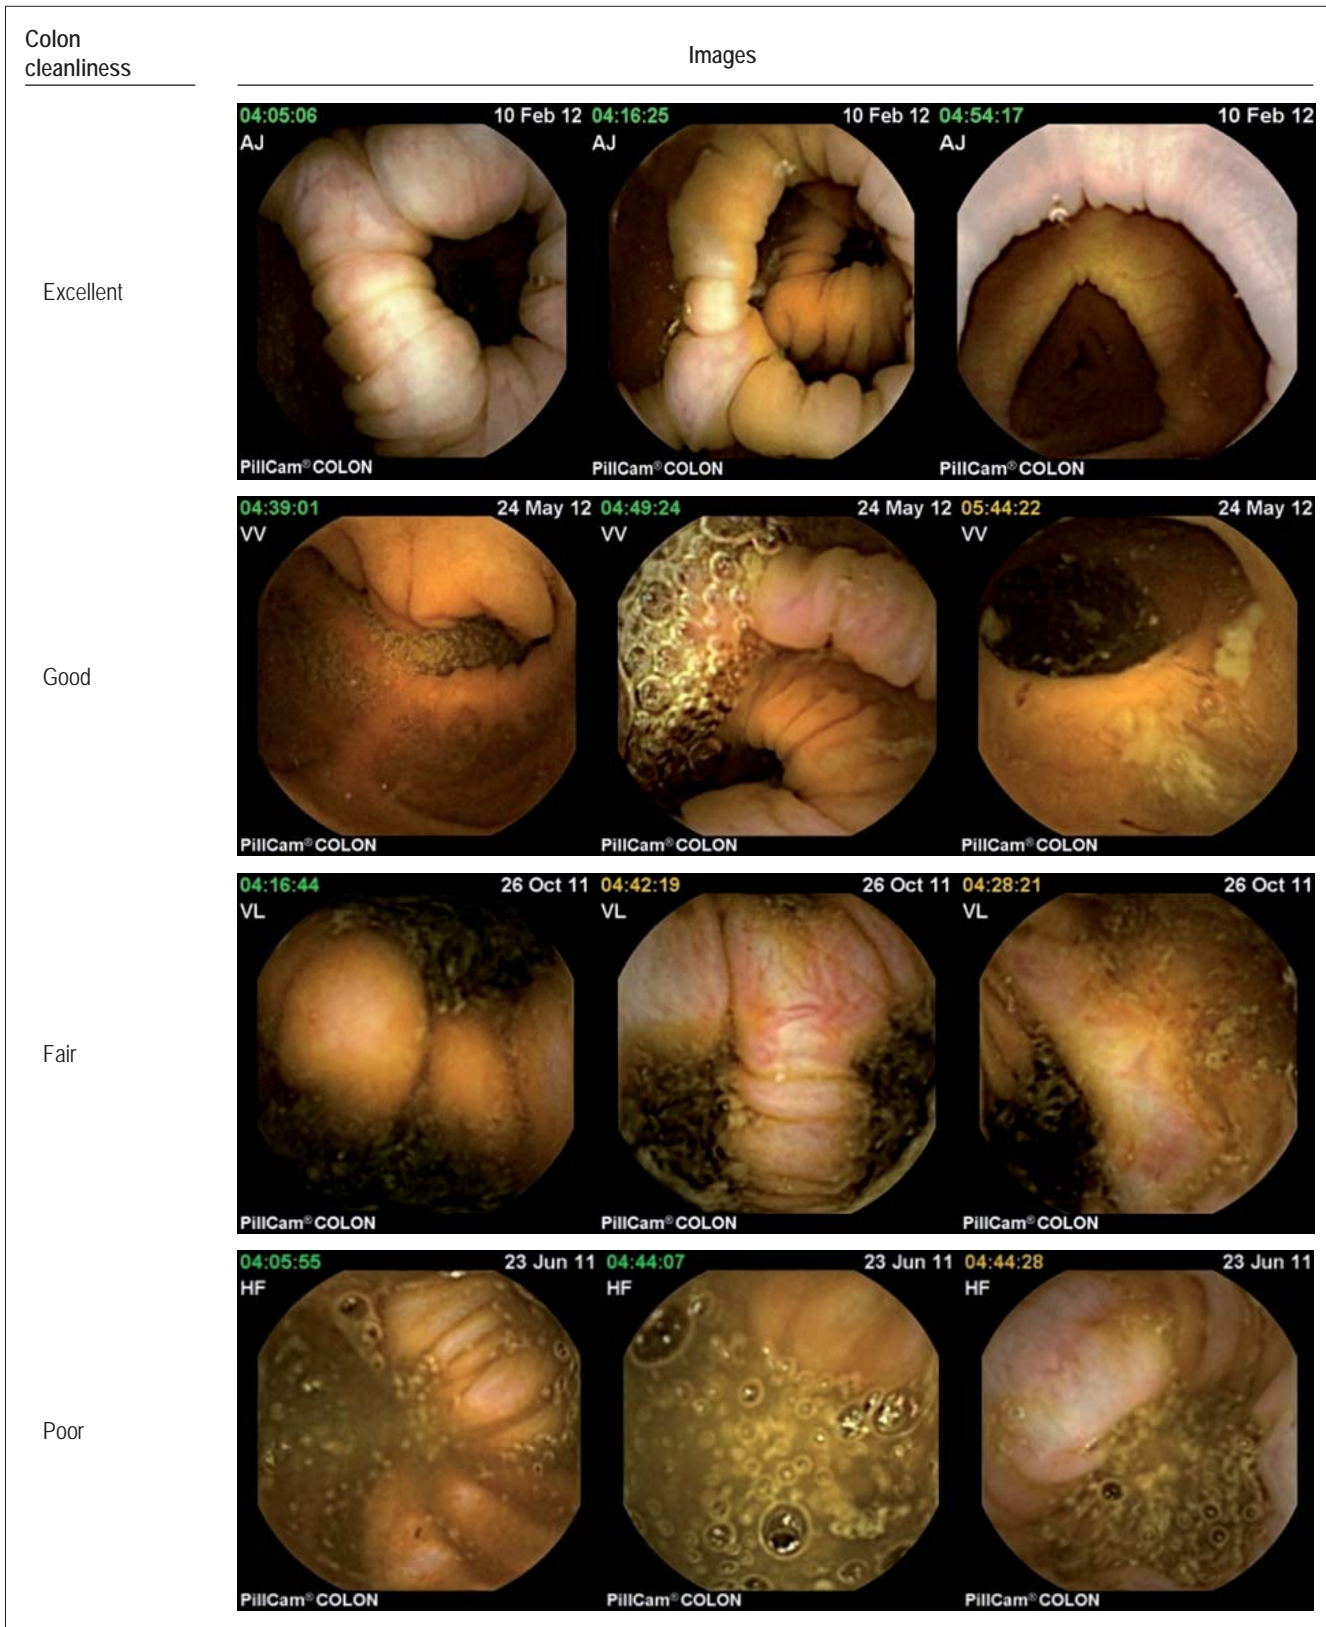 Colon
cleanliness
Images
Excellent
04:05:06 10 Feb 12 04:16:25 10 Feb 12 04:54:17 10 Feb 12
AJ AJ AJ
PillCam®COLON PillCam®COLON PillCam®COLON
Good
04:39:01 24 May 12 04:49:24 24 May 12 05:44:22 24 May 12
VV VV VV
PillCam®COLON PillCam®COLON PillCam®COLON
Fair
04:16:44 26 Oct 11 04:42:19 26 Oct 11 04:28:21 26 Oct 11
VL VL VL
PillCam®COLON PillCam®COLON PillCam®COLON
Poor
04:05:55 23 Jun 11 04:44:07 23 Jun 11 04:44:28 23 Jun 11
HF HF HF
PillCam®COLON PillCam®COLON PillCam®COLON